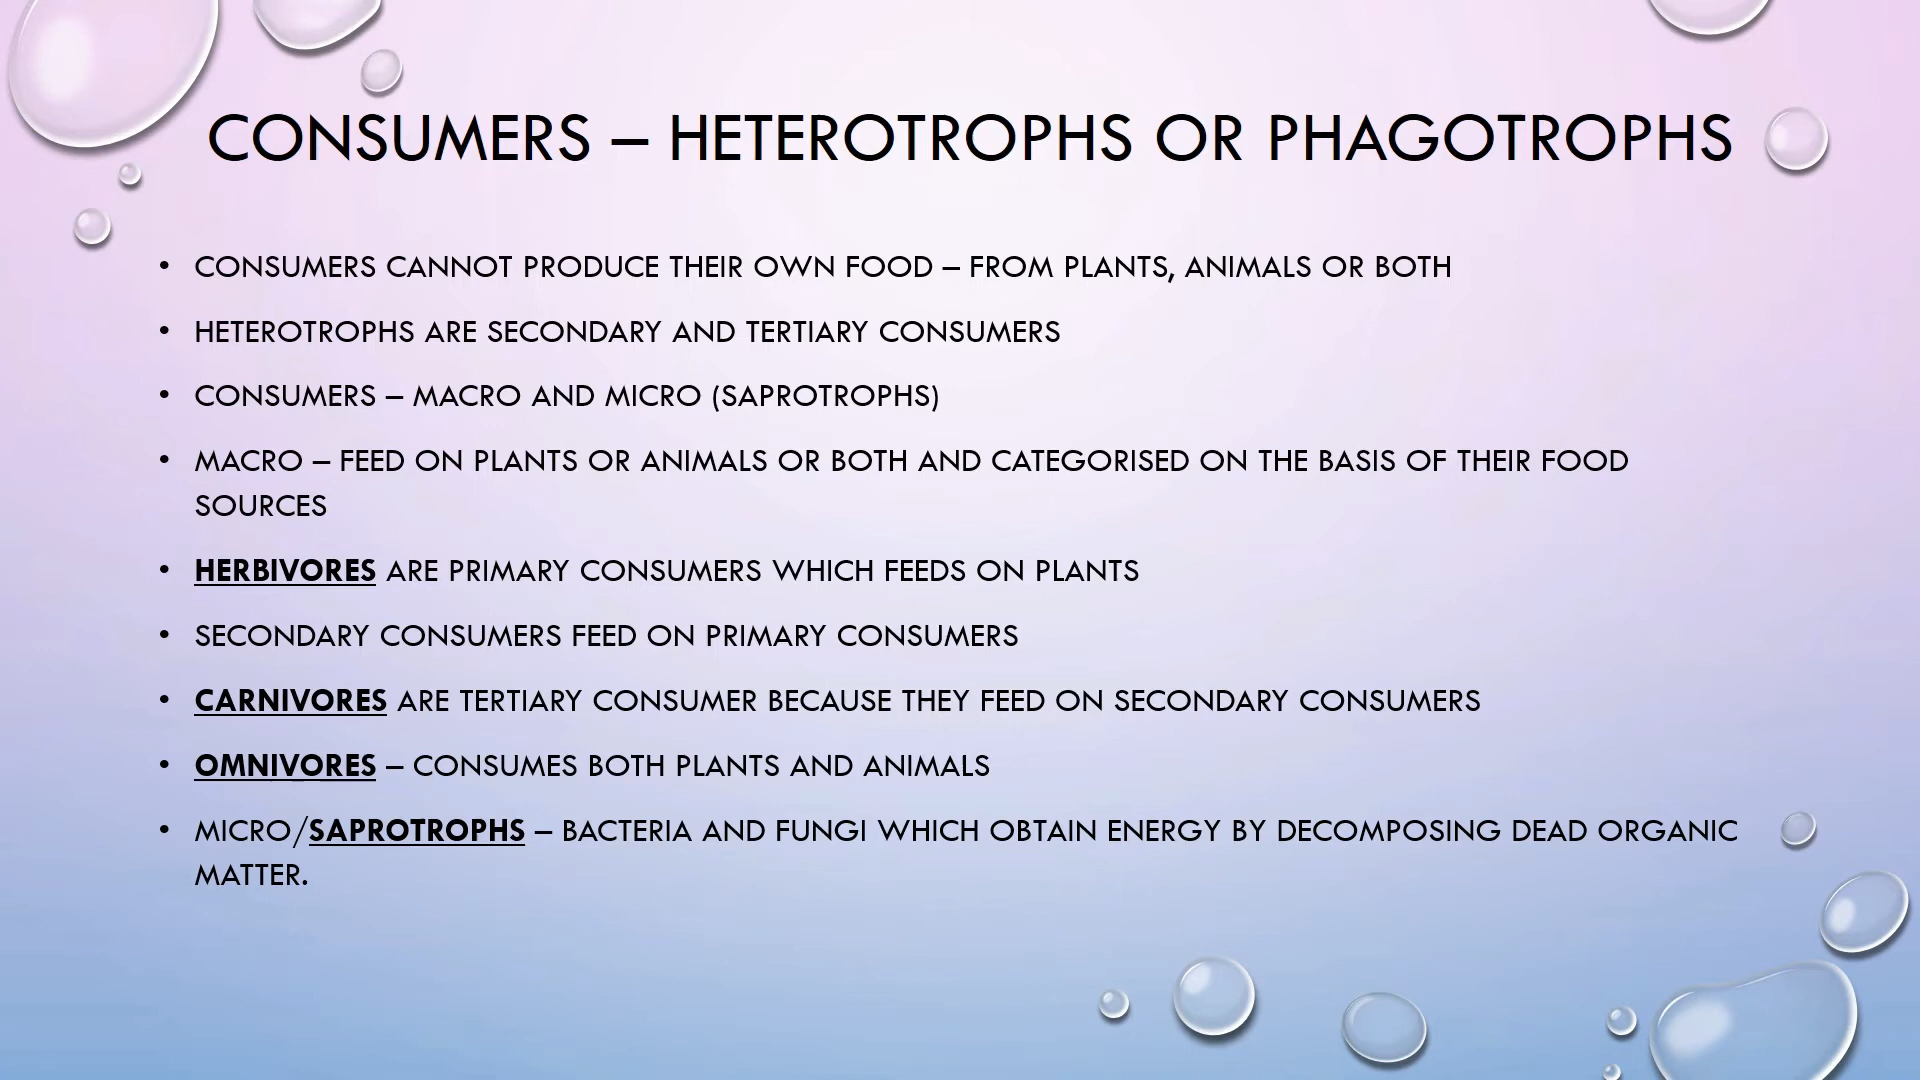 CONSUMERS – HETEROTROPHS OR PHAGOTROPHS
• CONSUMERS CANNOT PRODUCE THEIR OWN FOOD – FROM PLANTS, ANIMALS OR BOTH
• HETEROTROPHS ARE SECONDARY AND TERTIARY CONSUMERS
• CONSUMERS – MACRO AND MICRO (SAPROTROPHS)
• MACRO – FEED ON PLANTS OR ANIMALS OR BOTH AND CATEGORISED ON THE BASIS OF THEIR FOOD
SOURCES
• HERBIVORES ARE PRIMARY CONSUMERS WHICH FEEDS ON PLANTS
• SECONDARY CONSUMERS FEED ON PRIMARY CONSUMERS
• CARNIVORES ARE TERTIARY CONSUMER BECAUSE THEY FEED ON SECONDARY CONSUMERS
• OMNIVORES – CONSUMES BOTH PLANTS AND ANIMALS
• MICRO/SAPROTROPHS – BACTERIA AND FUNGI WHICH OBTAIN ENERGY BY DECOMPOSING DEAD ORGANIC
MATTER.